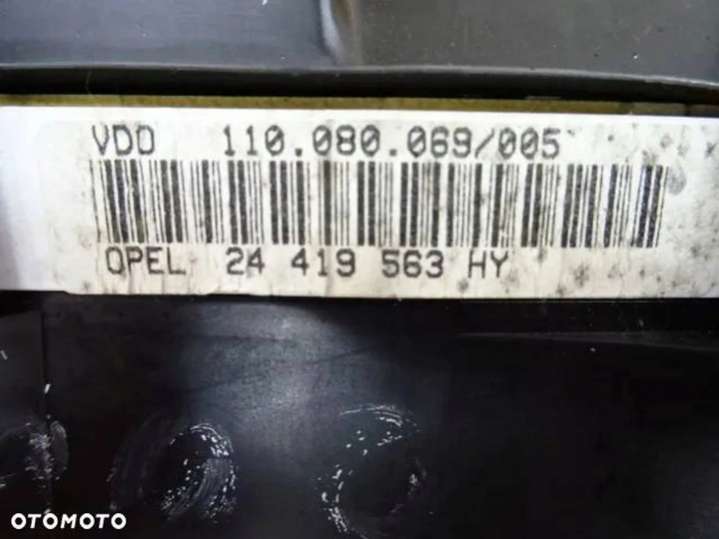 VDO 110.080.069/005
OPEL 24 419 563 HY
OTOMOTO